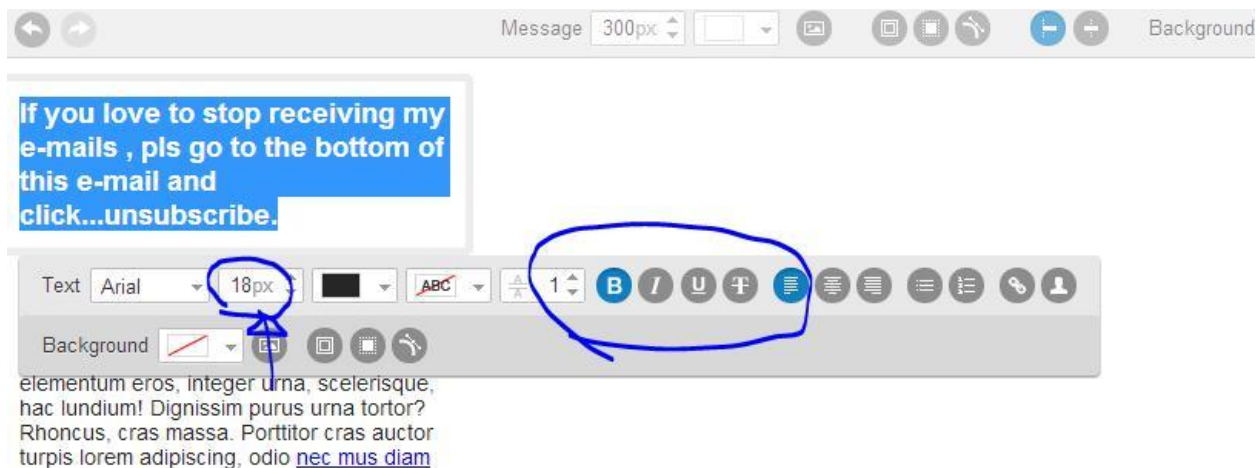 Message 300px Background
If you love to stop receiving my
e-mails , pls go to the bottom of
this e-mail and
click...unsubscribe.
Text Arial 18px ABC A A 1 B I U T
Background
elementum eros, integer urna, scelerisque,
hac lundium! Dignissim purus urna tortor?
Rhoncus, cras massa. Porttitor cras auctor
turpis lorem adipiscing, odio nec mus diam